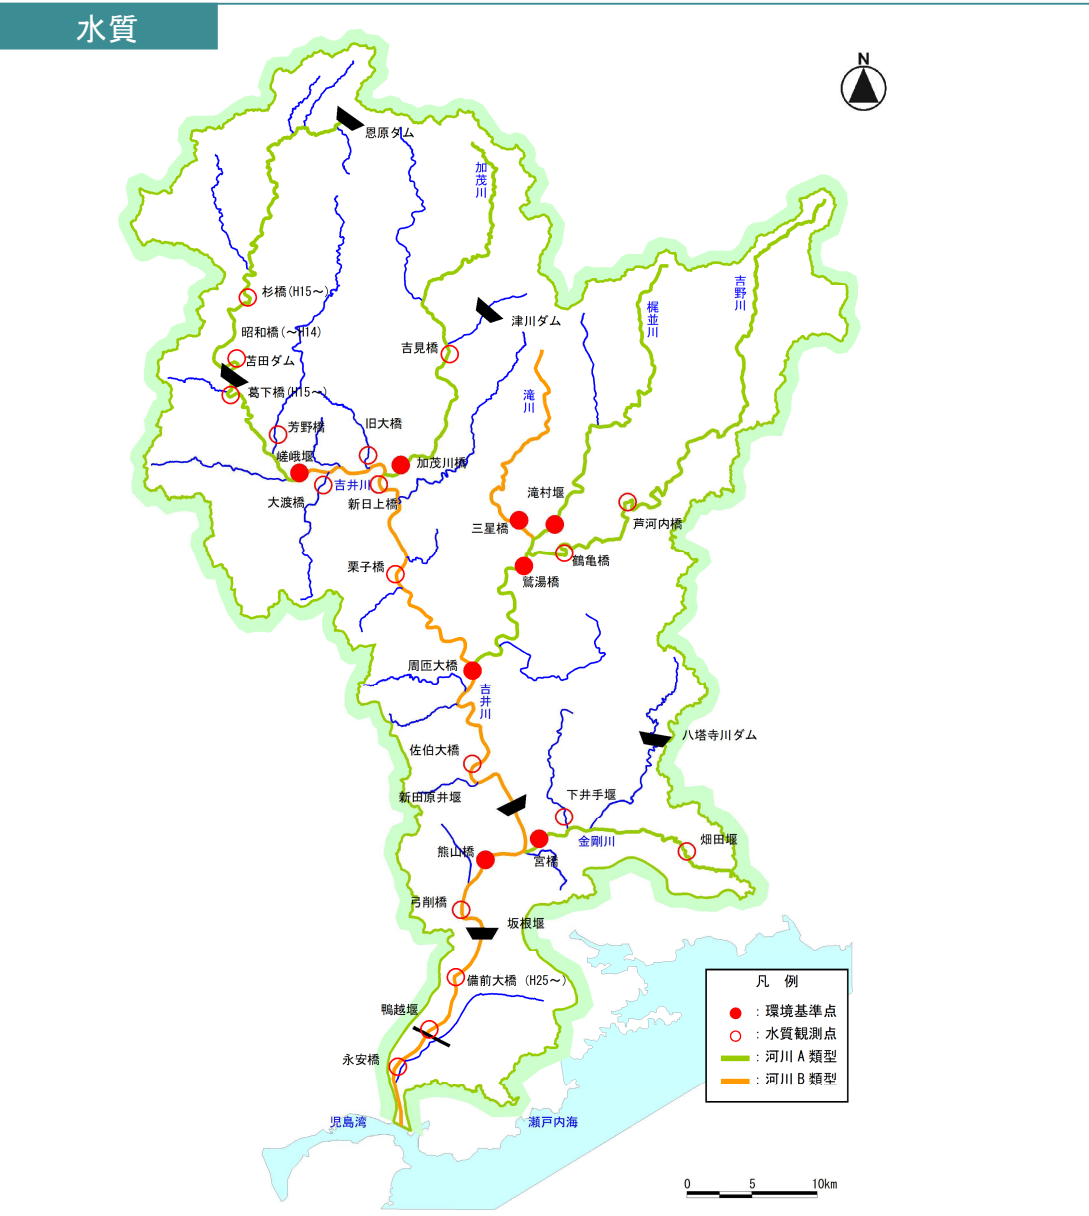 水質
N
恩原ダム
加茂川
吉野川
杉橋(H15～)
梶並川
津川ダム
昭和橋(～H14)
吉見橋
苫田ダム
葛下橋(H15～)
滝川
芳野橋
旧大橋
嵯峨堰
加茂川橋
吉井川
滝村堰
大渡橋
新日上橋
三星橋
芦河内橋
鶴亀橋
栗子橋
鷲湯橋
周匝大橋
吉井川
八塔寺川ダム
佐伯大橋
新田原井堰
下井手堰
金剛川
畑田堰
熊山橋
宮橋
弓削橋
坂根堰
備前大橋 (H25～)
鴨越堰
永安橋
児島湾
瀬戸内海
凡 例
：環境基準点
：水質観測点
：河川A類型
：河川B類型
0 5 10km